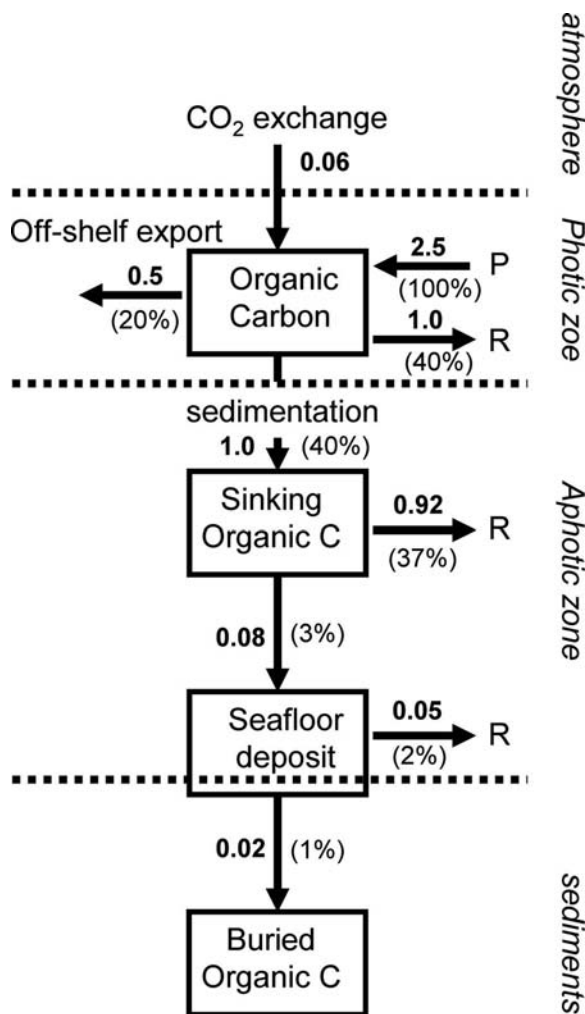 atmosphere
CO₂ exchange
0.06
Photic zoe
Off-shelf export
0.5
(20%)
Organic
Carbon
2.5
P
(100%)
1.0
R
(40%)
sedimentation
1.0 (40%)
Aphotic zone
Sinking
Organic C
0.92
R
(37%)
0.08 (3%)
Seafloor
deposit
0.05
R
(2%)
0.02 (1%)
sediments
Buried
Organic C